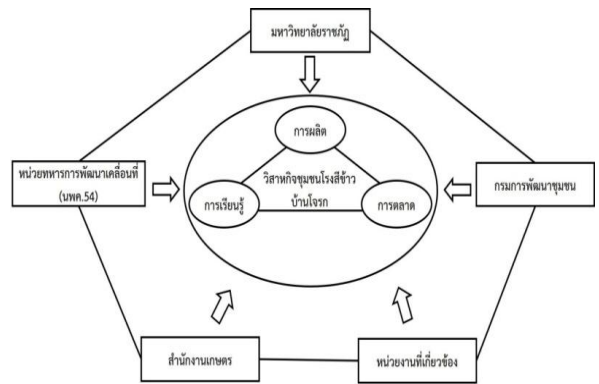 มหาวิทยาลัยราชภัฏ
การผลิต
หน่วยทหารการพัฒนาเคลื่อนที่
(นพค.54)
วิสาหกิจชุมชนโรงสีข้าว
บ้านโจรก
กรมการพัฒนาชุมชน
การเรียนรู้
การตลาด
สำนักงานเกษตร
หน่วยงานที่เกี่ยวข้อง